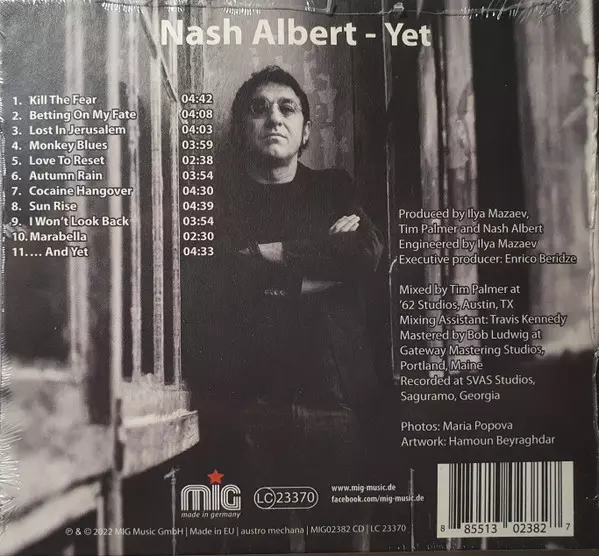 Nash Albert - Yet
1. Kill The Fear 04:42
2. Betting On My Fate 04:08
3. Lost In Jerusalem 04:03
4. Monkey Blues 03:59
5. Love To Reset 02:38
6. Autumn Rain 03:54
7. Cocaine Hangover 04:30
8. Sun Rise 04:39
9. I Won't Look Back 03:54
10. Marabella 02:30
11. ... And Yet 04:33
Produced by Ilya Mazaev,
Tim Palmer and Nash Albert
Engineered by Ilya Mazaev
Executive producer: Enrico Beridze
Mixed by Tim Palmer at
'62 Studios, Austin, TX
Mixing Assistant: Travis Kennedy
Mastered by Bob Ludwig at
Gateway Mastering Studios,
Portland, Maine
Recorded at SVAS Studios,
Saguramo, Georgia
Photos: Maria Popova
Artwork: Hamoun Beyraghdar
mig
made in germany
LC 23370
www.mig-music.de
facebook.com/mig-music.de
℗ & © 2022 MIG Music GmbH | Made in EU | austro mechana | MIG02382 CD | LC 23370
8 85513 02382 7